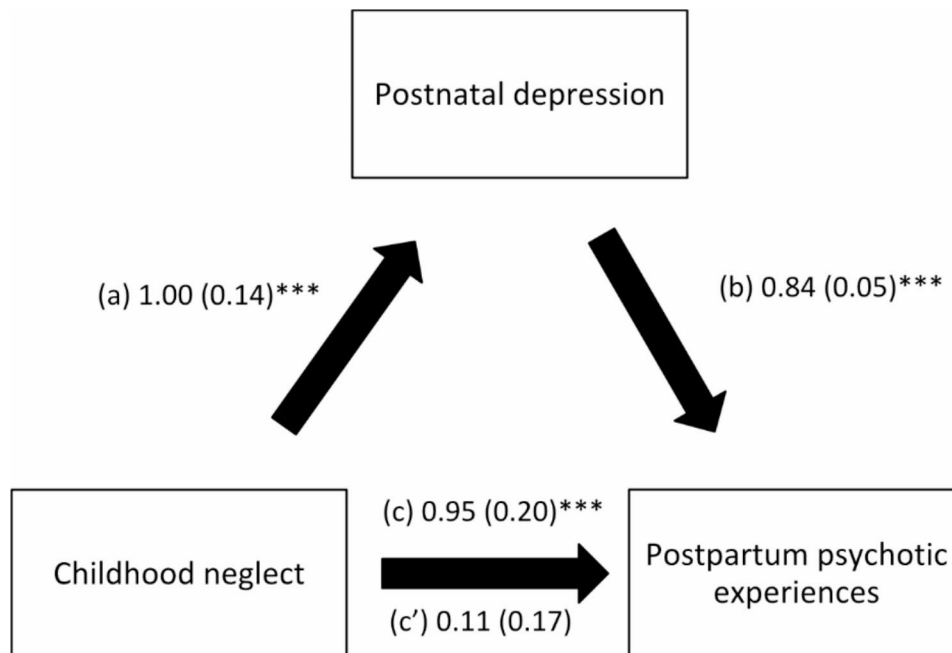 Postnatal depression
(a) 1.00 (0.14)***
(b) 0.84 (0.05)***
(c) 0.95 (0.20)***
Childhood neglect
(c’) 0.11 (0.17)
Postpartum psychotic
experiences